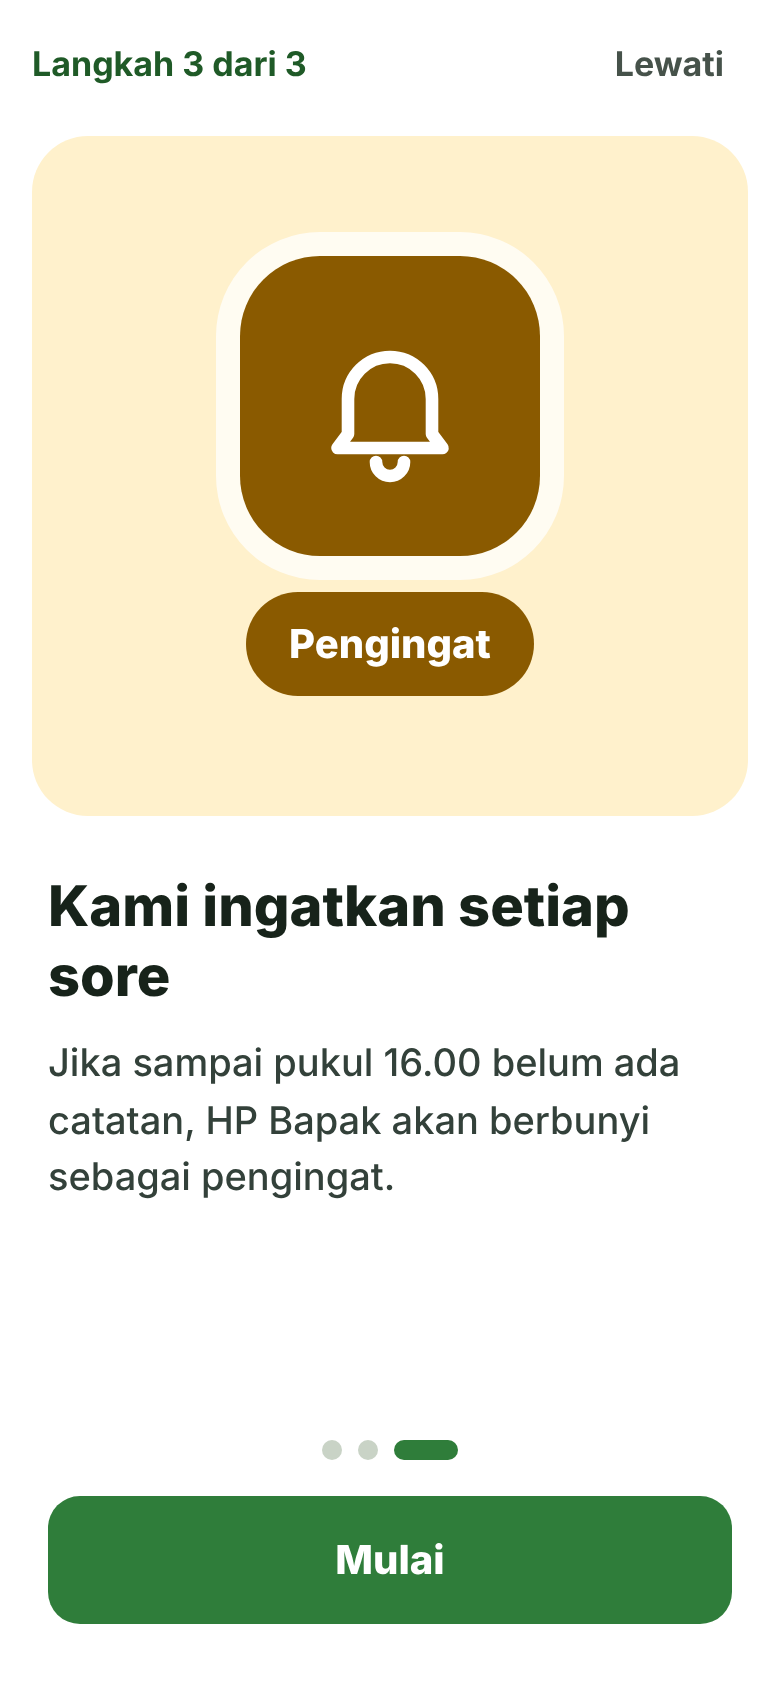 Langkah 3 dari 3
Lewati
Pengingat
Kami ingatkan setiap
sore
Jika sampai pukul 16.00 belum ada
catatan, HP Bapak akan berbunyi
sebagai pengingat.
Mulai